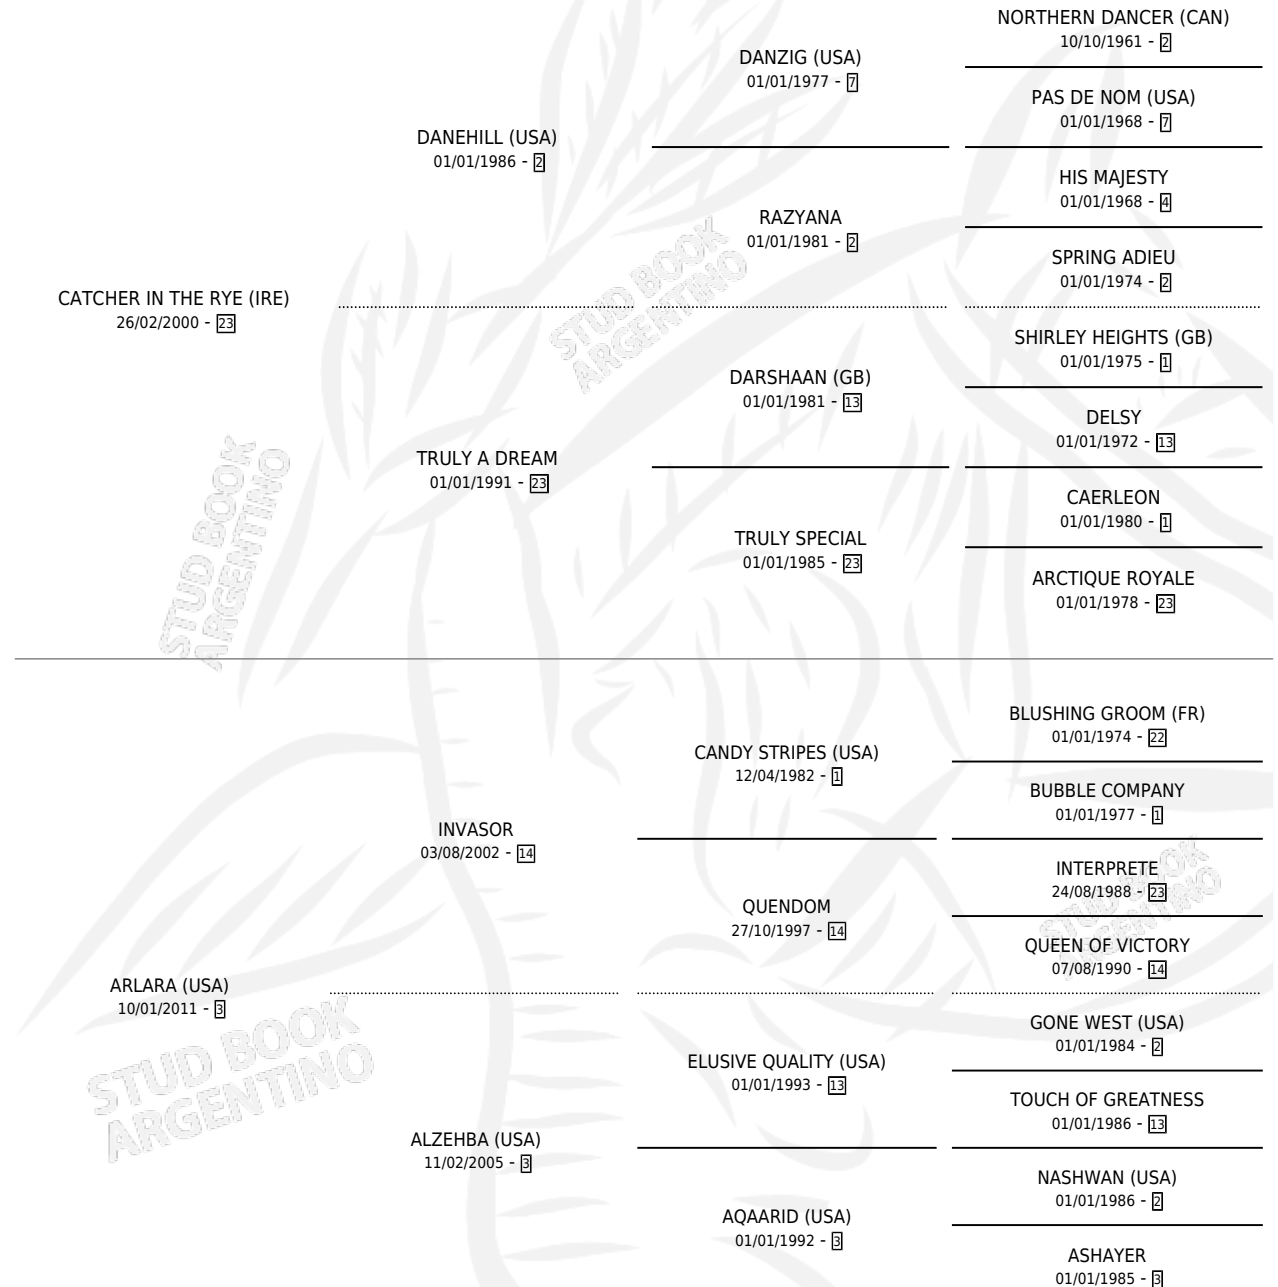 NORTHERN DANCER (CAN)
10/10/1961 - 2
DANZIG (USA)
01/01/1977 - 7
PAS DE NOM (USA)
01/01/1968 - 7
DANEHILL (USA)
01/01/1986 - 2
HIS MAJESTY
01/01/1968 - 4
RAZYANA
01/01/1981 - 2
SPRING ADIEU
01/01/1974 - 2
CATCHER IN THE RYE (IRE)
26/02/2000 - 23
SHIRLEY HEIGHTS (GB)
01/01/1975 - 1
DARSHAAN (GB)
01/01/1981 - 13
DELSY
01/01/1972 - 13
TRULY A DREAM
01/01/1991 - 23
CAERLEON
01/01/1980 - 1
TRULY SPECIAL
01/01/1985 - 23
ARCTIQUE ROYALE
01/01/1978 - 23
STUD BOOK
ARGENTINO
STUD BOOK
ARGENTINO
BLUSHING GROOM (FR)
01/01/1974 - 22
CANDY STRIPES (USA)
12/04/1982 - 1
BUBBLE COMPANY
01/01/1977 - 1
INVASOR
03/08/2002 - 14
INTERPRETE
24/08/1988 - 23
QUENDOM
27/10/1997 - 14
QUEEN OF VICTORY
07/08/1990 - 14
STUD BOOK
ARGENTINO
ARLARA (USA)
10/01/2011 - 3
GONE WEST (USA)
01/01/1984 - 2
ELUSIVE QUALITY (USA)
01/01/1993 - 13
TOUCH OF GREATNESS
01/01/1986 - 13
STUD BOOK
ARGENTINO
ALZEHBA (USA)
11/02/2005 - 3
NASHWAN (USA)
01/01/1986 - 2
AQAARID (USA)
01/01/1992 - 3
ASHAYER
01/01/1985 - 3